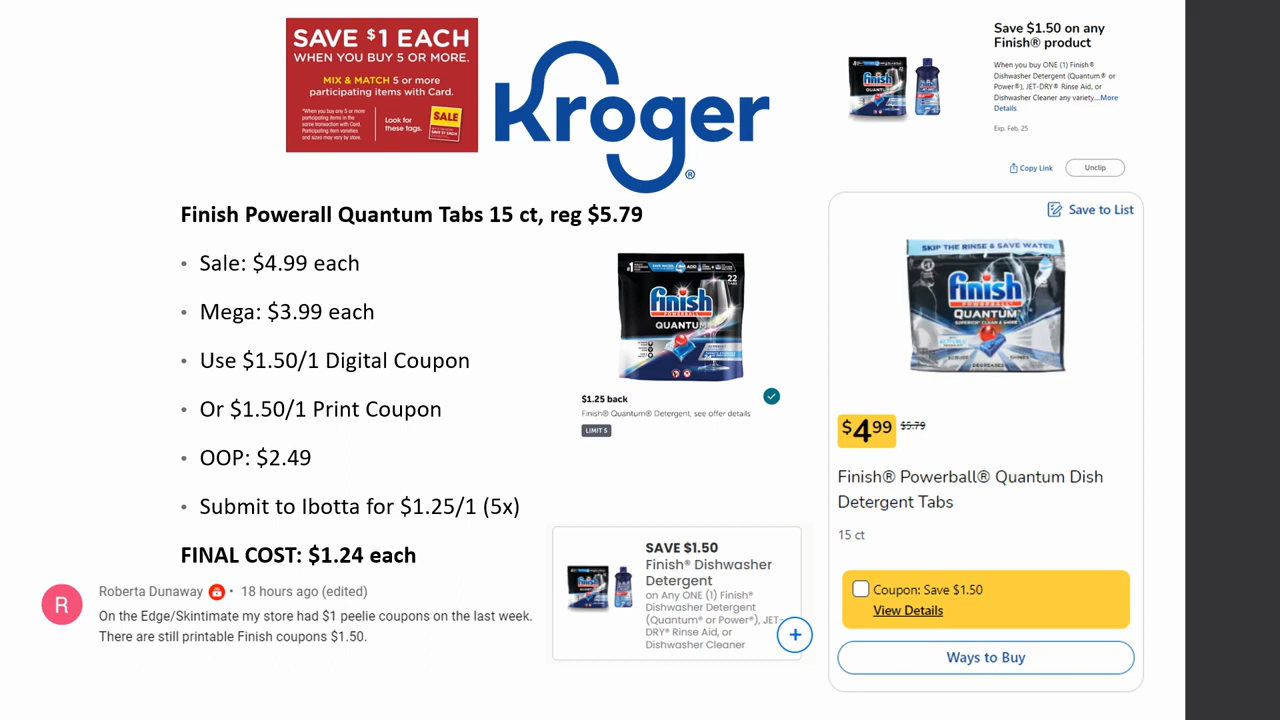 SAVE $1 EACH
WHEN YOU BUY 5 OR MORE.
MIX & MATCH 5 or more
participating items with Card.
*When you buy any 5 or more
participating items in the
same transaction with Card.
Participating item varieties
and sizes may vary by store.
Look for
these tags.
SALE
Kroger®
Save $1.50 on any
Finish® product
When you buy ONE (1) Finish®
Dishwasher Detergent (Quantum® or
Power®), JET-DRY® Rinse Aid, or
Dishwasher Cleaner any variety....More
Details
Exp. Feb. 25
Copy Link
Unclip
Finish Powerall Quantum Tabs 15 ct, reg $5.79
• Sale: $4.99 each
• Mega: $3.99 each
• Use $1.50/1 Digital Coupon
• Or $1.50/1 Print Coupon
• OOP: $2.49
• Submit to Ibotta for $1.25/1 (5x)
FINAL COST: $1.24 each
finish
QUANTUM
22
TABS
$1.25 back
Finish® Quantum® Detergent, see offer details
LIMIT 5
Save to List
SKIP THE RINSE & SAVE WATER
finish
POWERBALL
QUANTUM
SUPERIOR CLEAN & SHINE
$4.99 $5.79
Finish® Powerball® Quantum Dish
Detergent Tabs
15 ct
Coupon: Save $1.50
View Details
Ways to Buy
SAVE $1.50
Finish® Dishwasher
Detergent
on Any ONE (1) Finish®
Dishwasher Detergent
(Quantum® or Power®), JET-
DRY® Rinse Aid, or
Dishwasher Cleaner
+
R
Roberta Dunaway • 18 hours ago (edited)
On the Edge/Skintimate my store had $1 peelie coupons on the last week.
There are still printable Finish coupons $1.50.